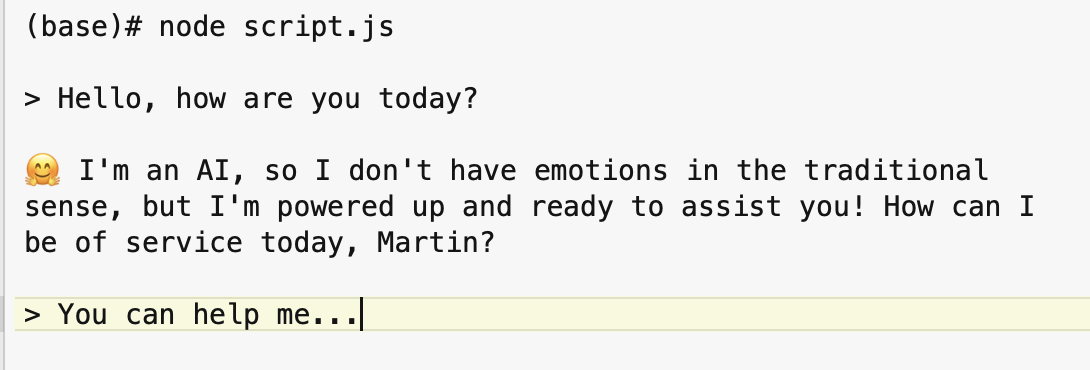 (base)# node script.js
> Hello, how are you today?
🤗 I'm an AI, so I don't have emotions in the traditional
sense, but I'm powered up and ready to assist you! How can I
be of service today, Martin?
> You can help me...